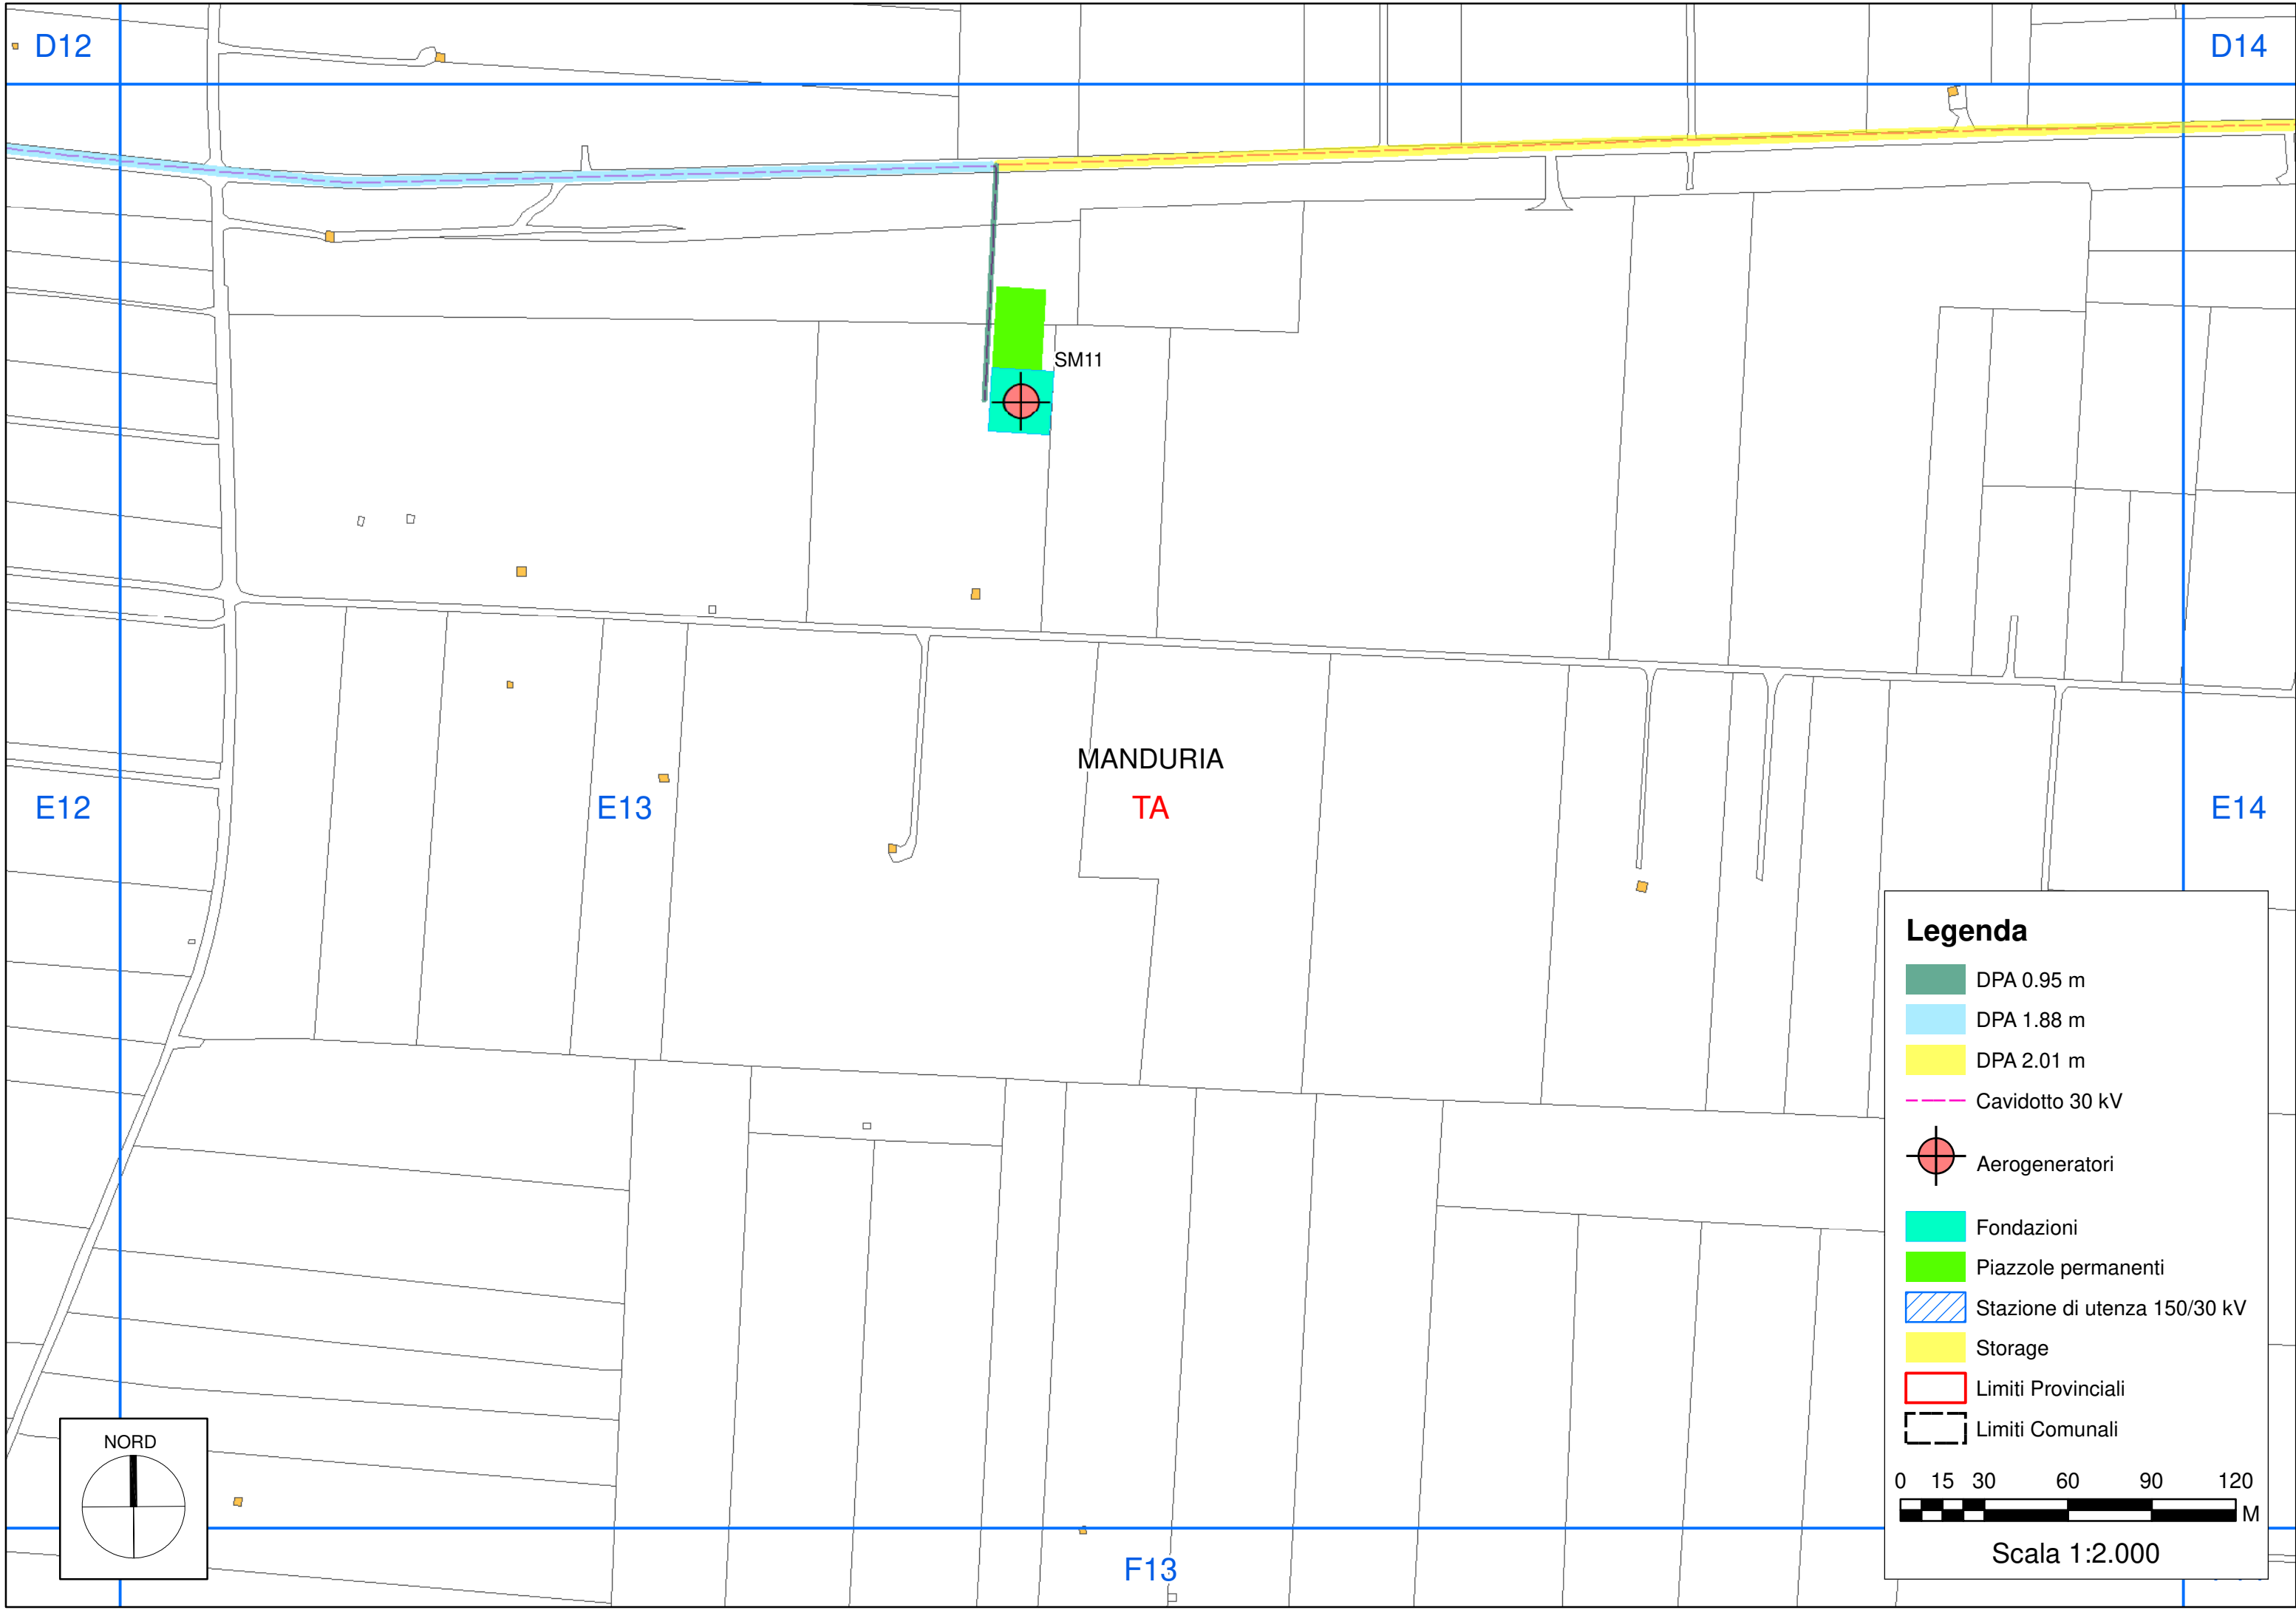 D12
D14
SM11
MANDURIA
TA
E12
E13
E14
Legenda
DPA 0.95 m
DPA 1.88 m
DPA 2.01 m
Cavidotto 30 kV
Aerogeneratori
Fondazioni
Piazzole permanenti
Stazione di utenza 150/30 kV
Storage
Limiti Provinciali
Limiti Comunali
0 15 30 60 90 120
M
Scala 1:2.000
NORD
F13